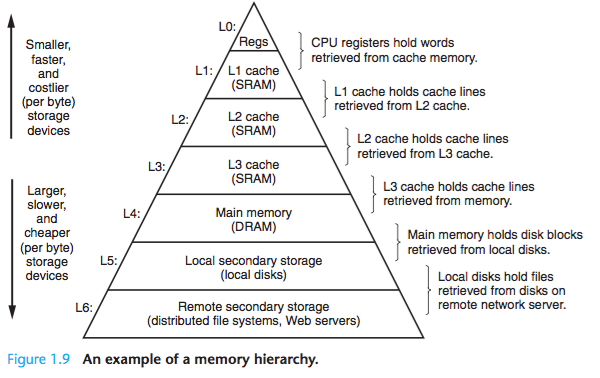 Smaller,
faster,
and
costlier
(per byte)
storage
devices
Larger,
slower,
and
cheaper
(per byte)
storage
devices
L0:
Regs
CPU registers hold words
retrieved from cache memory.
L1:
L1 cache
(SRAM)
L1 cache holds cache lines
retrieved from L2 cache.
L2:
L2 cache
(SRAM)
L2 cache holds cache lines
retrieved from L3 cache.
L3:
L3 cache
(SRAM)
L3 cache holds cache lines
retrieved from memory.
L4:
Main memory
(DRAM)
Main memory holds disk blocks
retrieved from local disks.
L5:
Local secondary storage
(local disks)
Local disks hold files
retrieved from disks on
remote network server.
L6:
Remote secondary storage
(distributed file systems, Web servers)
Figure 1.9 An example of a memory hierarchy.